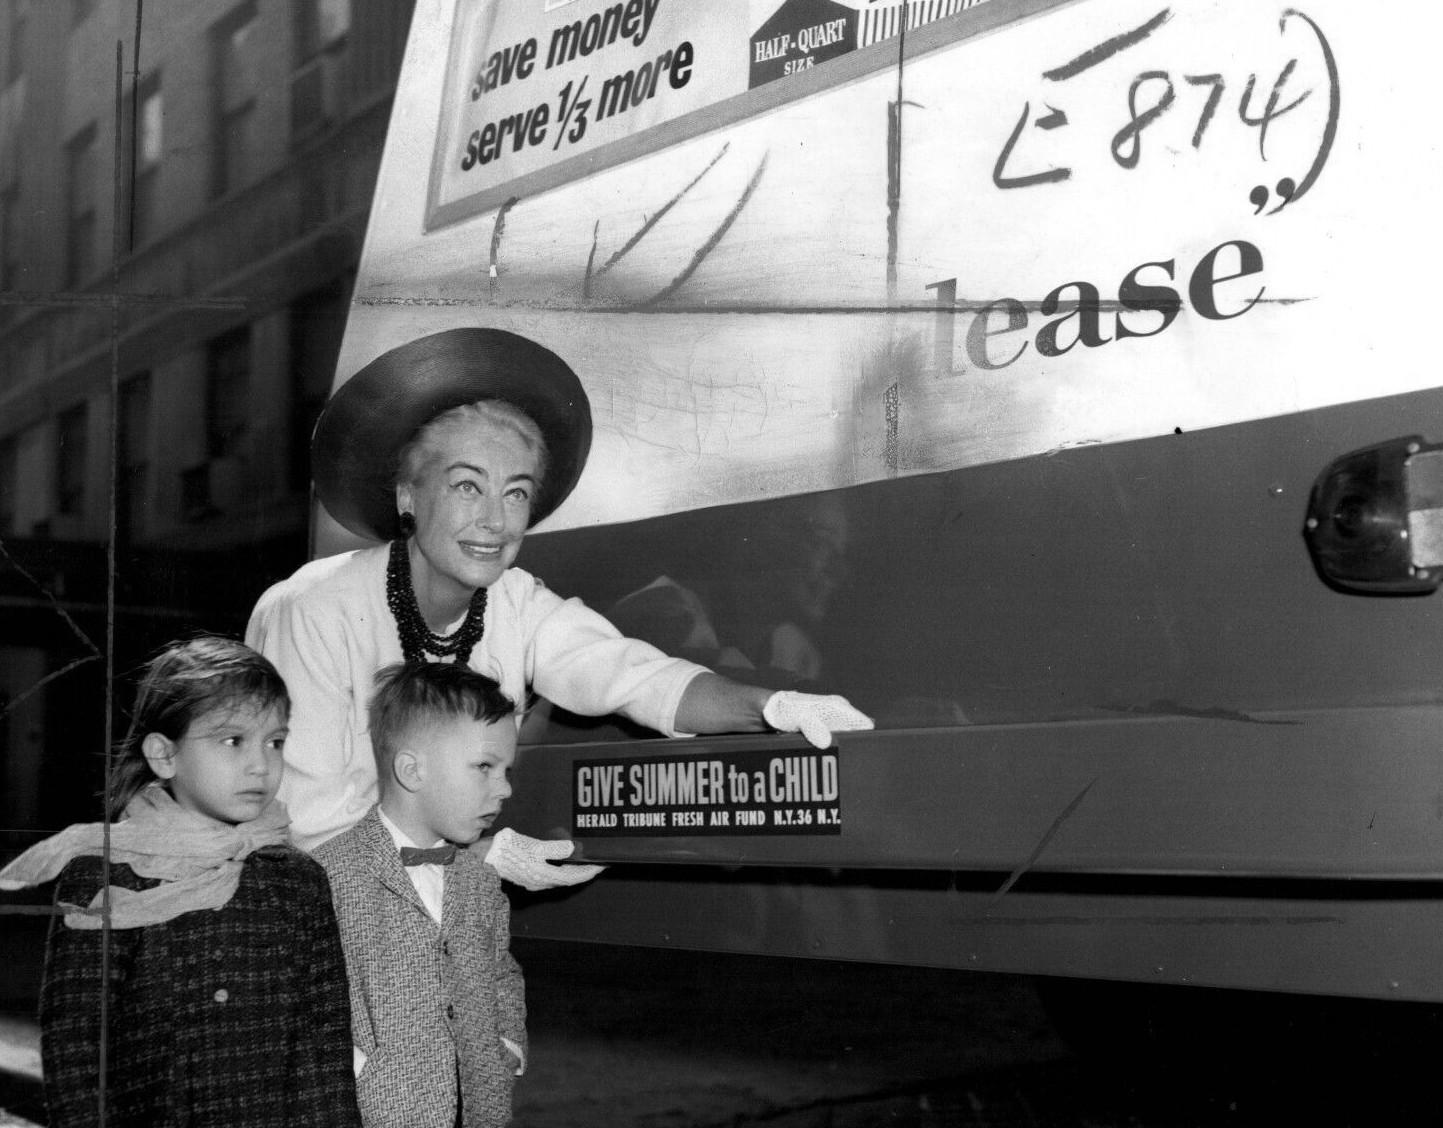 save money
serve 1/3 more
HALF-QUART
SIZE
E 874)
lease”
GIVE SUMMER to a CHILD
HERALD TRIBUNE FRESH AIR FUND N.Y.36 N.Y.